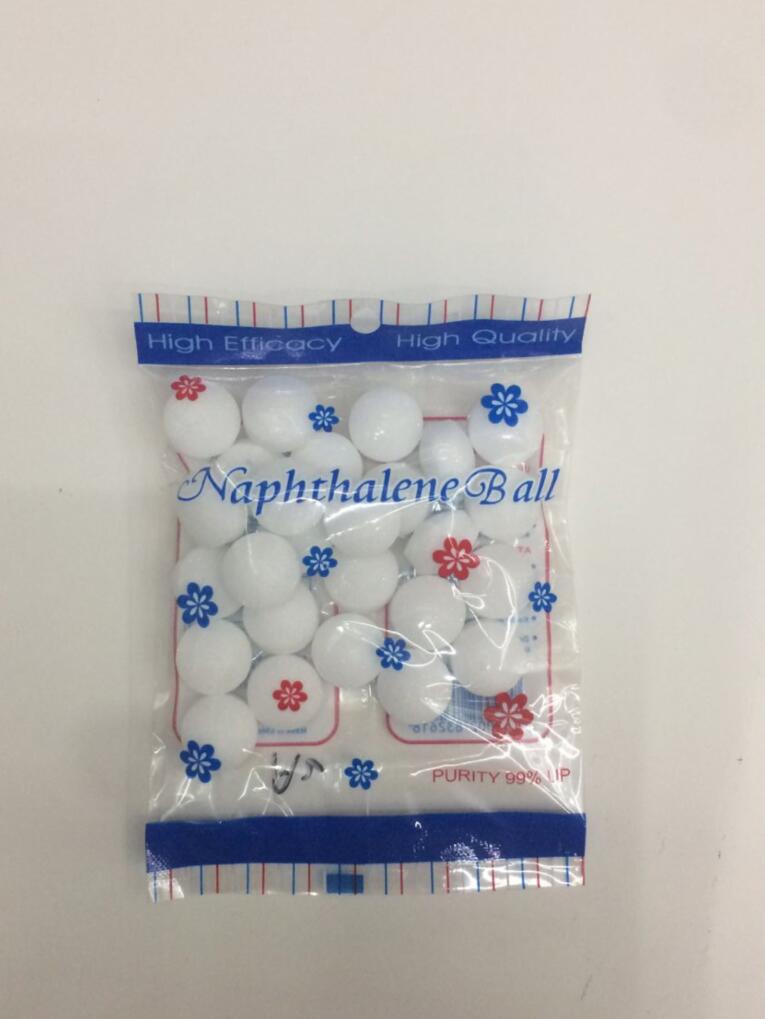 High Efficacy High Quality
Naphthalene Ball
PURITY 99% UP